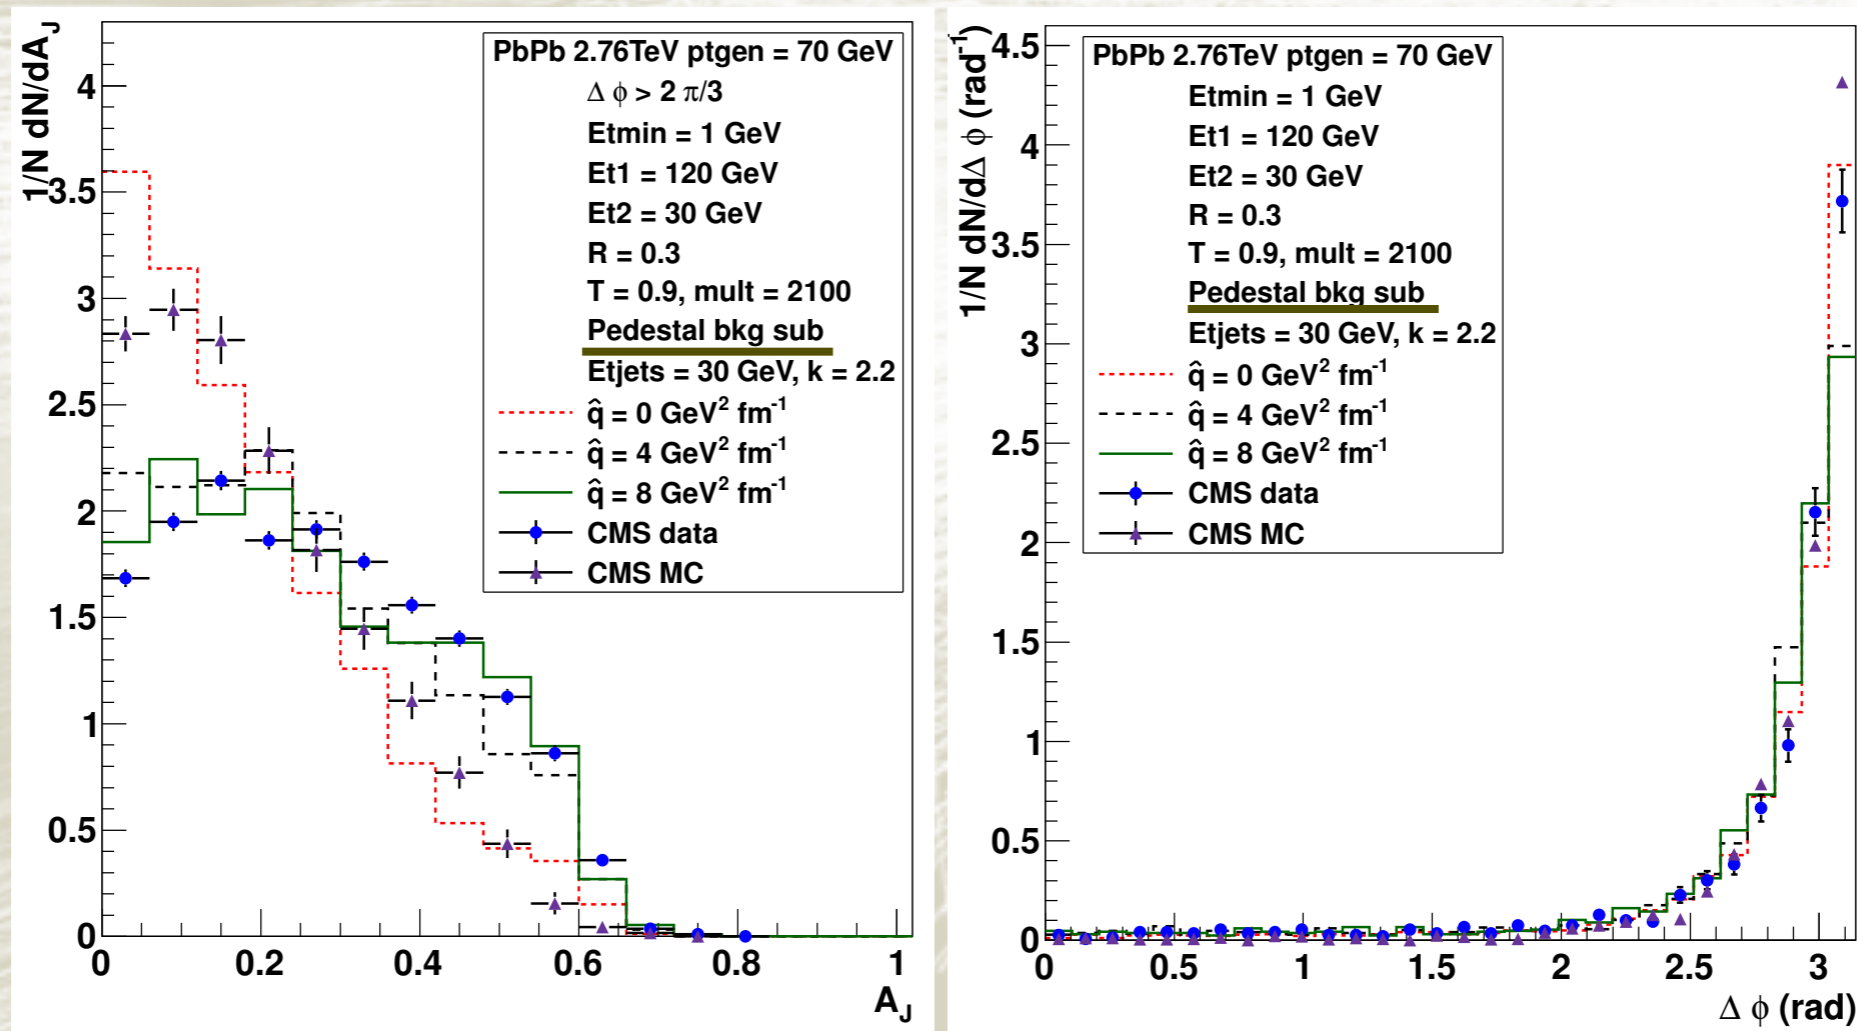 1/N dN/dA_J
PbPb 2.76TeV ptgen = 70 GeV
Δ ϕ > 2 π/3
Etmin = 1 GeV
Et1 = 120 GeV
Et2 = 30 GeV
R = 0.3
T = 0.9, mult = 2100
Pedestal bkg sub
Etjets = 30 GeV, k = 2.2
q̂ = 0 GeV² fm⁻¹
q̂ = 4 GeV² fm⁻¹
q̂ = 8 GeV² fm⁻¹
CMS data
CMS MC
4
3.5
3
2.5
2
1.5
1
0.5
0
0 0.2 0.4 0.6 0.8 1
A_J
1/N dN/dΔ ϕ (rad⁻¹)
PbPb 2.76TeV ptgen = 70 GeV
Etmin = 1 GeV
Et1 = 120 GeV
Et2 = 30 GeV
R = 0.3
T = 0.9, mult = 2100
Pedestal bkg sub
Etjets = 30 GeV, k = 2.2
q̂ = 0 GeV² fm⁻¹
q̂ = 4 GeV² fm⁻¹
q̂ = 8 GeV² fm⁻¹
CMS data
CMS MC
4.5
4
3.5
3
2.5
2
1.5
1
0.5
0
0 0.5 1 1.5 2 2.5 3
Δ ϕ (rad)